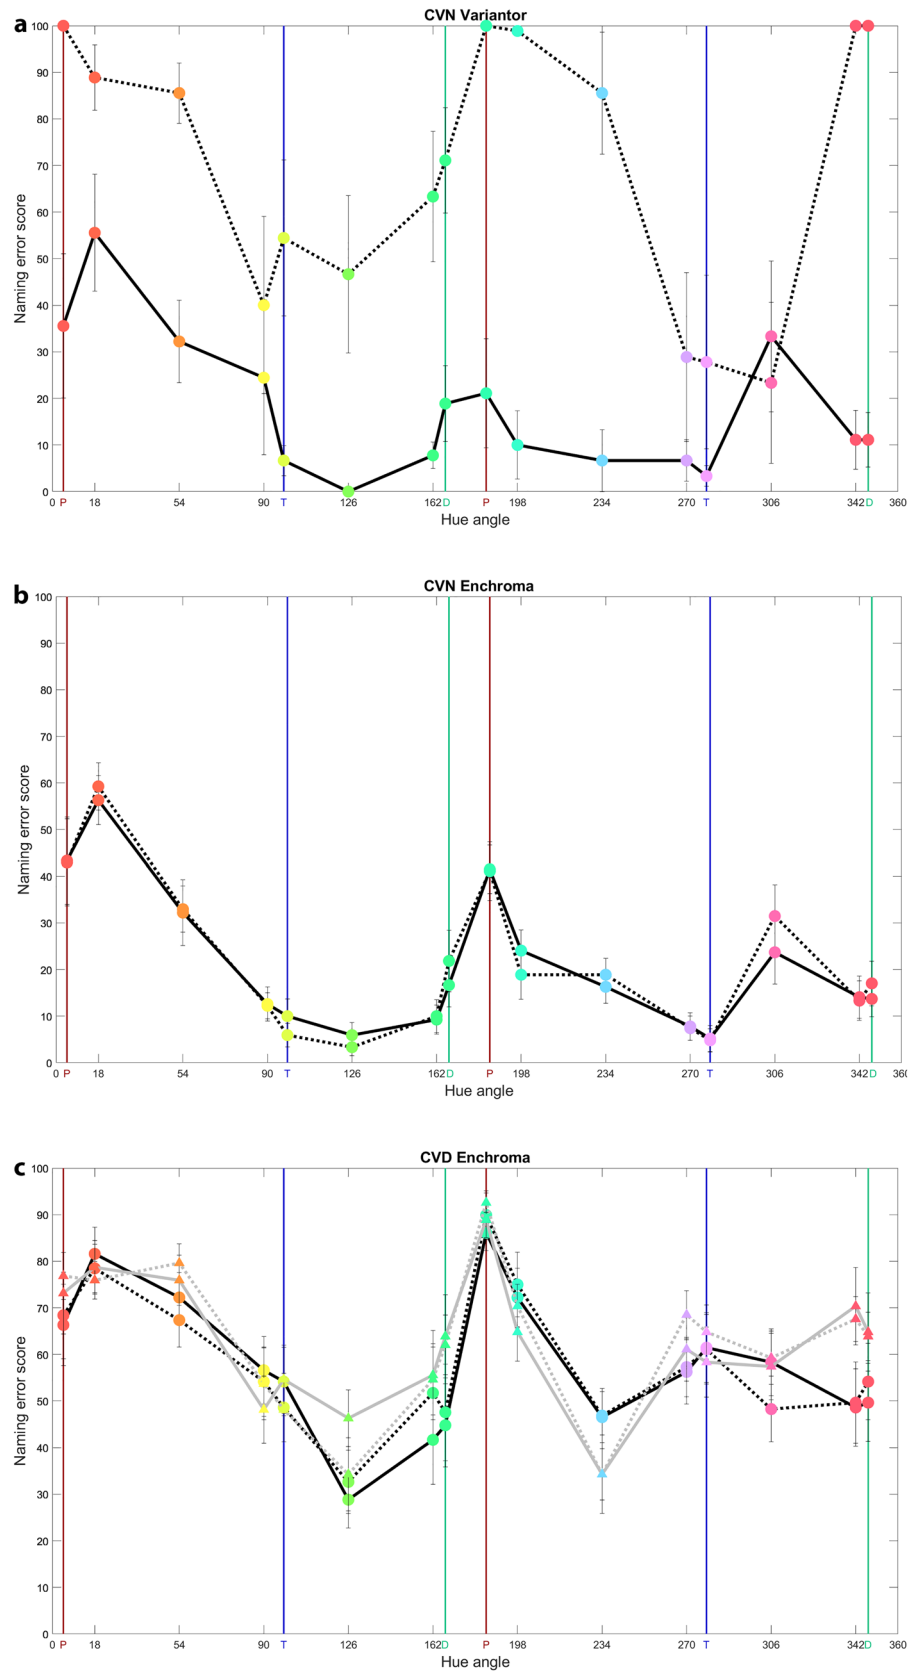 a
CVN Variantor
100
90
80
70
60
50
40
30
20
10
0
Naming error score
0 P 18 54 90 T 126 162 D P 198 234 270 T 306 342 D 360
Hue angle
b
CVN Enchroma
100
90
80
70
60
50
40
30
20
10
0
Naming error score
0 P 18 54 90 T 126 162 D P 198 234 270 T 306 342 D 360
Hue angle
c
CVD Enchroma
100
90
80
70
60
50
40
30
20
10
0
Naming error score
0 P 18 54 90 T 126 162 D P 198 234 270 T 306 342 D 360
Hue angle